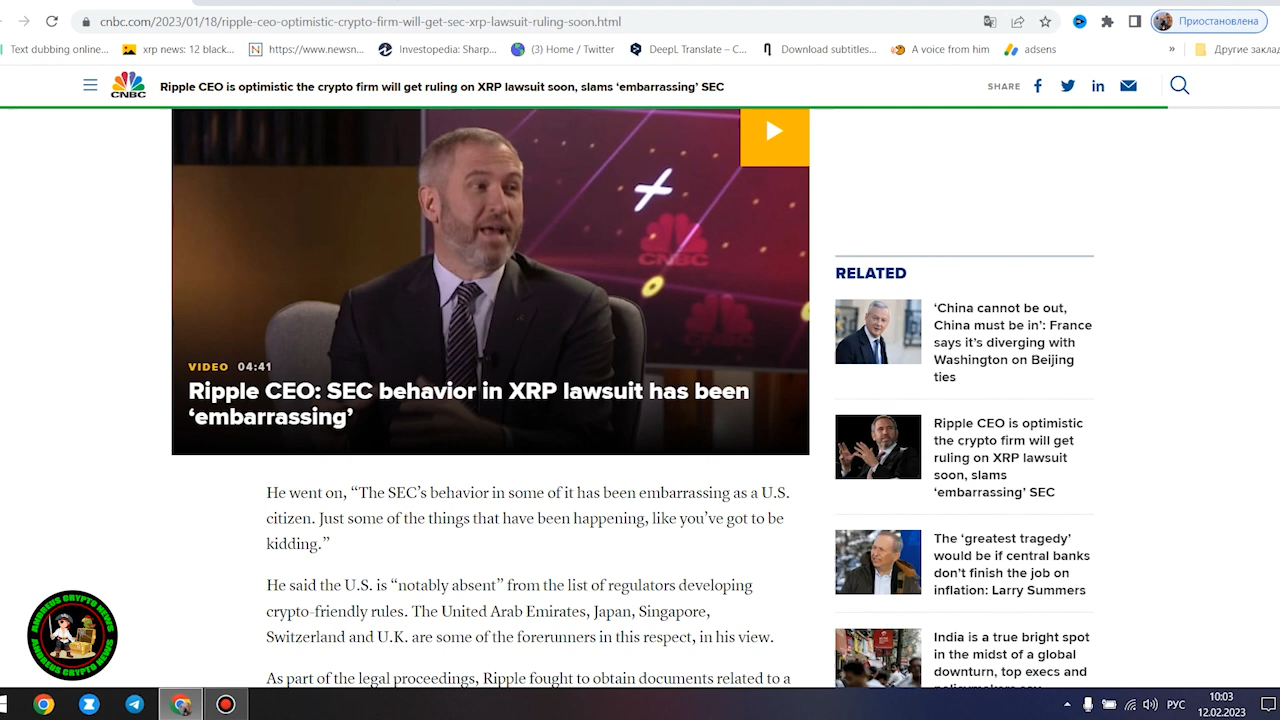 cnbc.com/2023/01/18/ripple-ceo-optimistic-crypto-firm-will-get-sec-xrp-lawsuit-ruling-soon.html
Приостановлена
Text dubbing online...
xrp news: 12 black...
https://www.newsn...
Investopedia: Sharp...
(3) Home / Twitter
DeepL Translate – C...
Download subtitles...
A voice from him
adsens
»
Другие закла
CNBC
Ripple CEO is optimistic the crypto firm will get ruling on XRP lawsuit soon, slams ‘embarrassing’ SEC
SHARE
CNBC
VIDEO 04:41
Ripple CEO: SEC behavior in XRP lawsuit has been
‘embarrassing’
He went on, “The SEC’s behavior in some of it has been embarrassing as a U.S.
citizen. Just some of the things that have been happening, like you’ve got to be
kidding.”
He said the U.S. is “notably absent” from the list of regulators developing
crypto-friendly rules. The United Arab Emirates, Japan, Singapore,
Switzerland and U.K. are some of the forerunners in this respect, in his view.
As part of the legal proceedings, Ripple fought to obtain documents related to a
RELATED
‘China cannot be out,
China must be in’: France
says it’s diverging with
Washington on Beijing
ties
Ripple CEO is optimistic
the crypto firm will get
ruling on XRP lawsuit
soon, slams
‘embarrassing’ SEC
The ‘greatest tragedy’
would be if central banks
don’t finish the job on
inflation: Larry Summers
India is a true bright spot
in the midst of a global
downturn, top execs and
ANDREUS CRYPTO NEWS
ANDREUS CRYPTO NEWS
РУС
10:03
12.02.2023